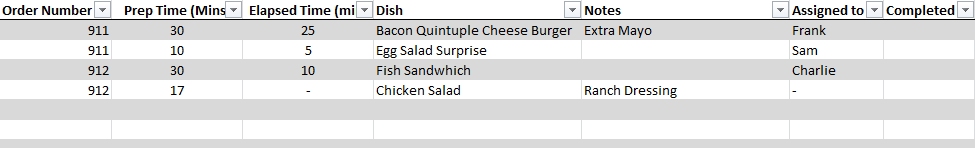 Order Number Prep Time (Mins Elapsed Time (mi Dish Notes Assigned to Completed
911 30 25 Bacon Quintuple Cheese Burger Extra Mayo Frank
911 10 5 Egg Salad Surprise Sam
912 30 10 Fish Sandwhich Charlie
912 17 - Chicken Salad Ranch Dressing -